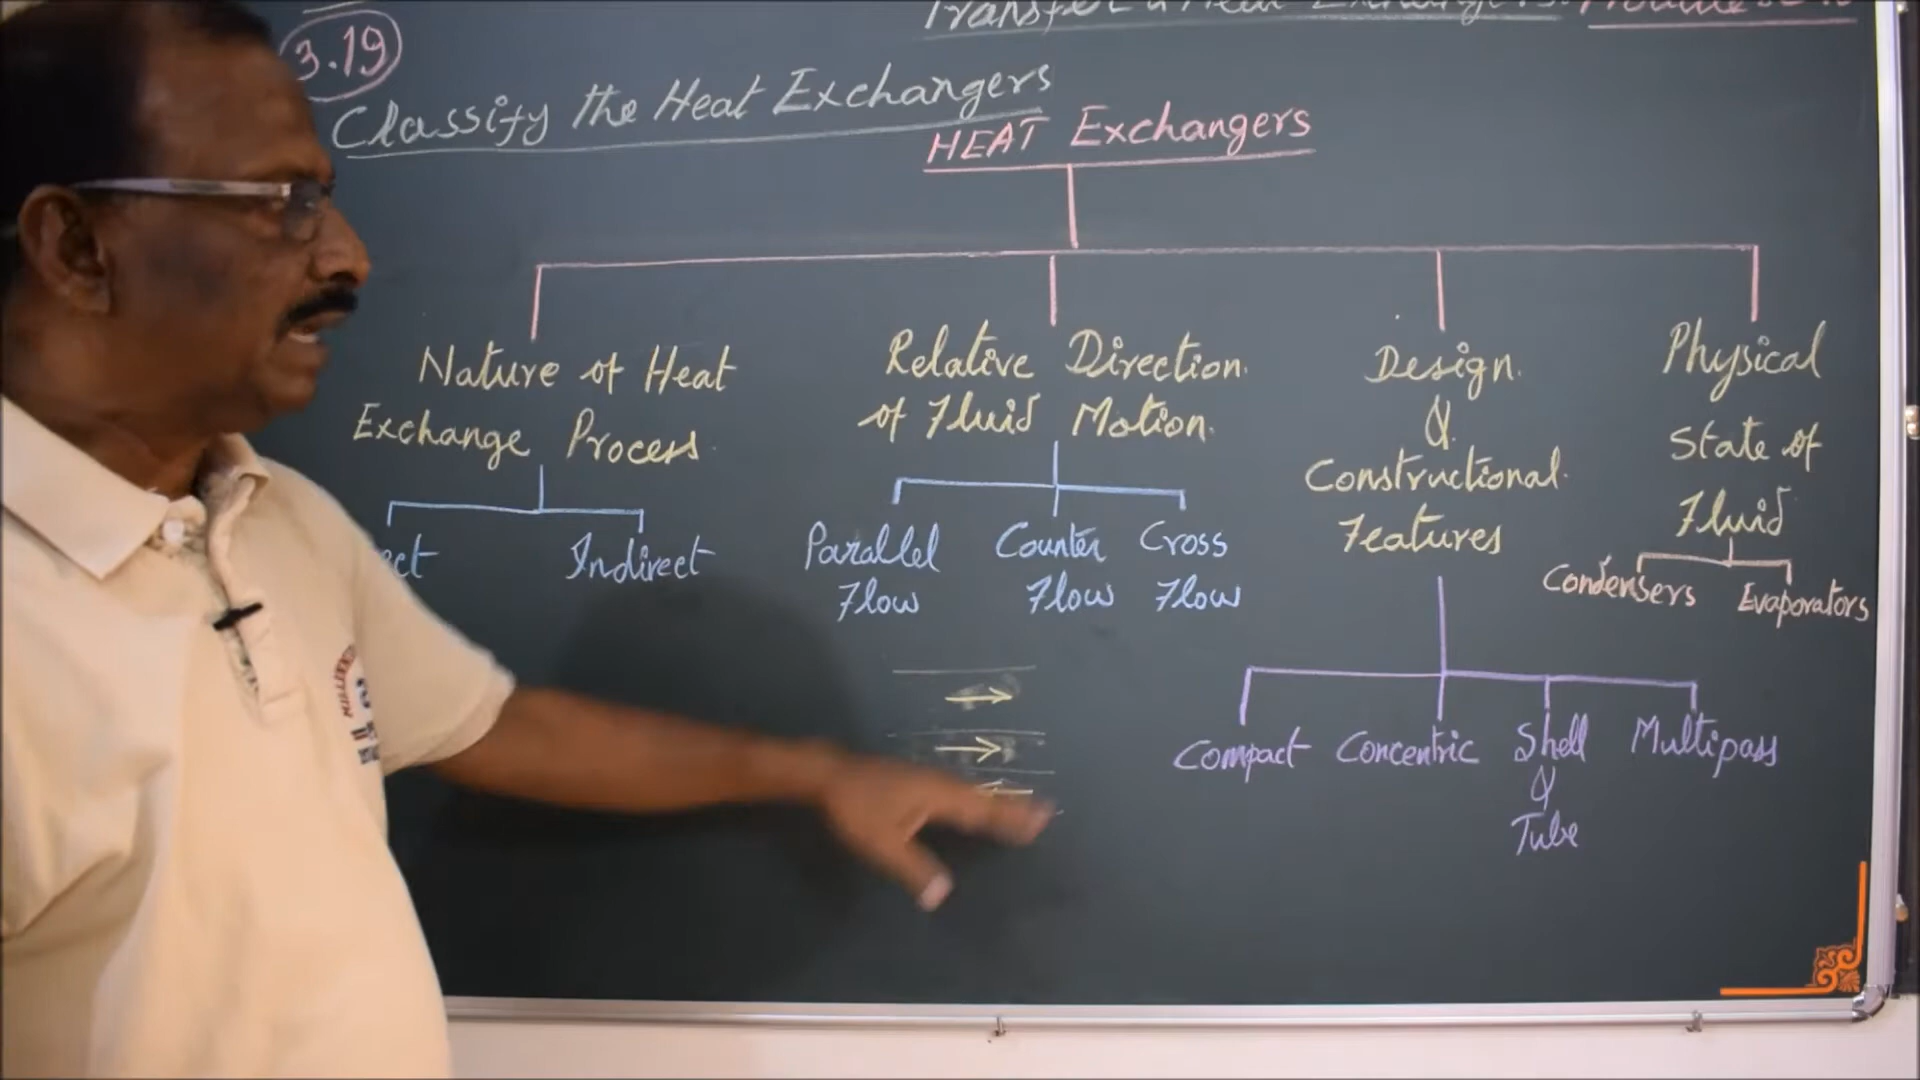 Transfer
3.19
Classify the Heat Exchangers
HEAT Exchangers
Nature of Heat
Exchange Process
ect
Indirect
Relative Direction
of Fluid Motion
Parallel
Flow
Counter
Flow
Cross
Flow
Design
&
Constructional
Features
Compact
Concentric
Shell
&
Tube
Multipass
Physical
State of
Fluid
Condensers
Evaporators